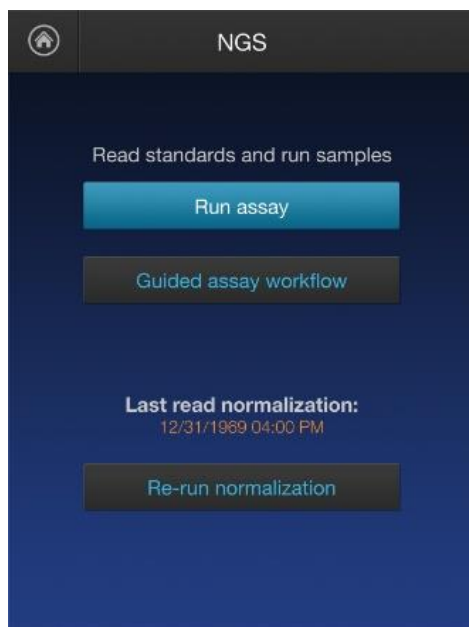 NGS
Read standards and run samples
Run assay
Guided assay workflow
Last read normalization:
12/31/1969 04:00 PM
Re-run normalization